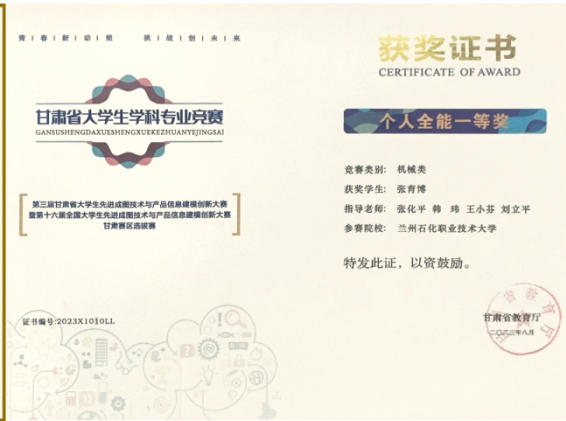 青 | 春 | 新 | 动 | 能 挑 | 战 | 创 | 未 | 来
甘肃省大学生学科专业竞赛
GANSUSHENGDAXUESHENGXUEKEZHUANYEJINGSAI
第三届甘肃省大学生先进成图技术与产品信息建模创新大赛
暨第十六届全国大学生先进成图技术与产品信息建模创新大赛
甘肃赛区选拔赛
证书编号:2023X1010LL
获奖证书
CERTIFICATE OF AWARD
个人全能一等奖
竞赛类别: 机械类
获奖学生: 张育博
指导老师: 张化平 韩 玮 王小芬 刘立平
参赛院校: 兰州石化职业技术大学
特发此证，以资鼓励。
甘肃省教育厅
二〇二三年八月